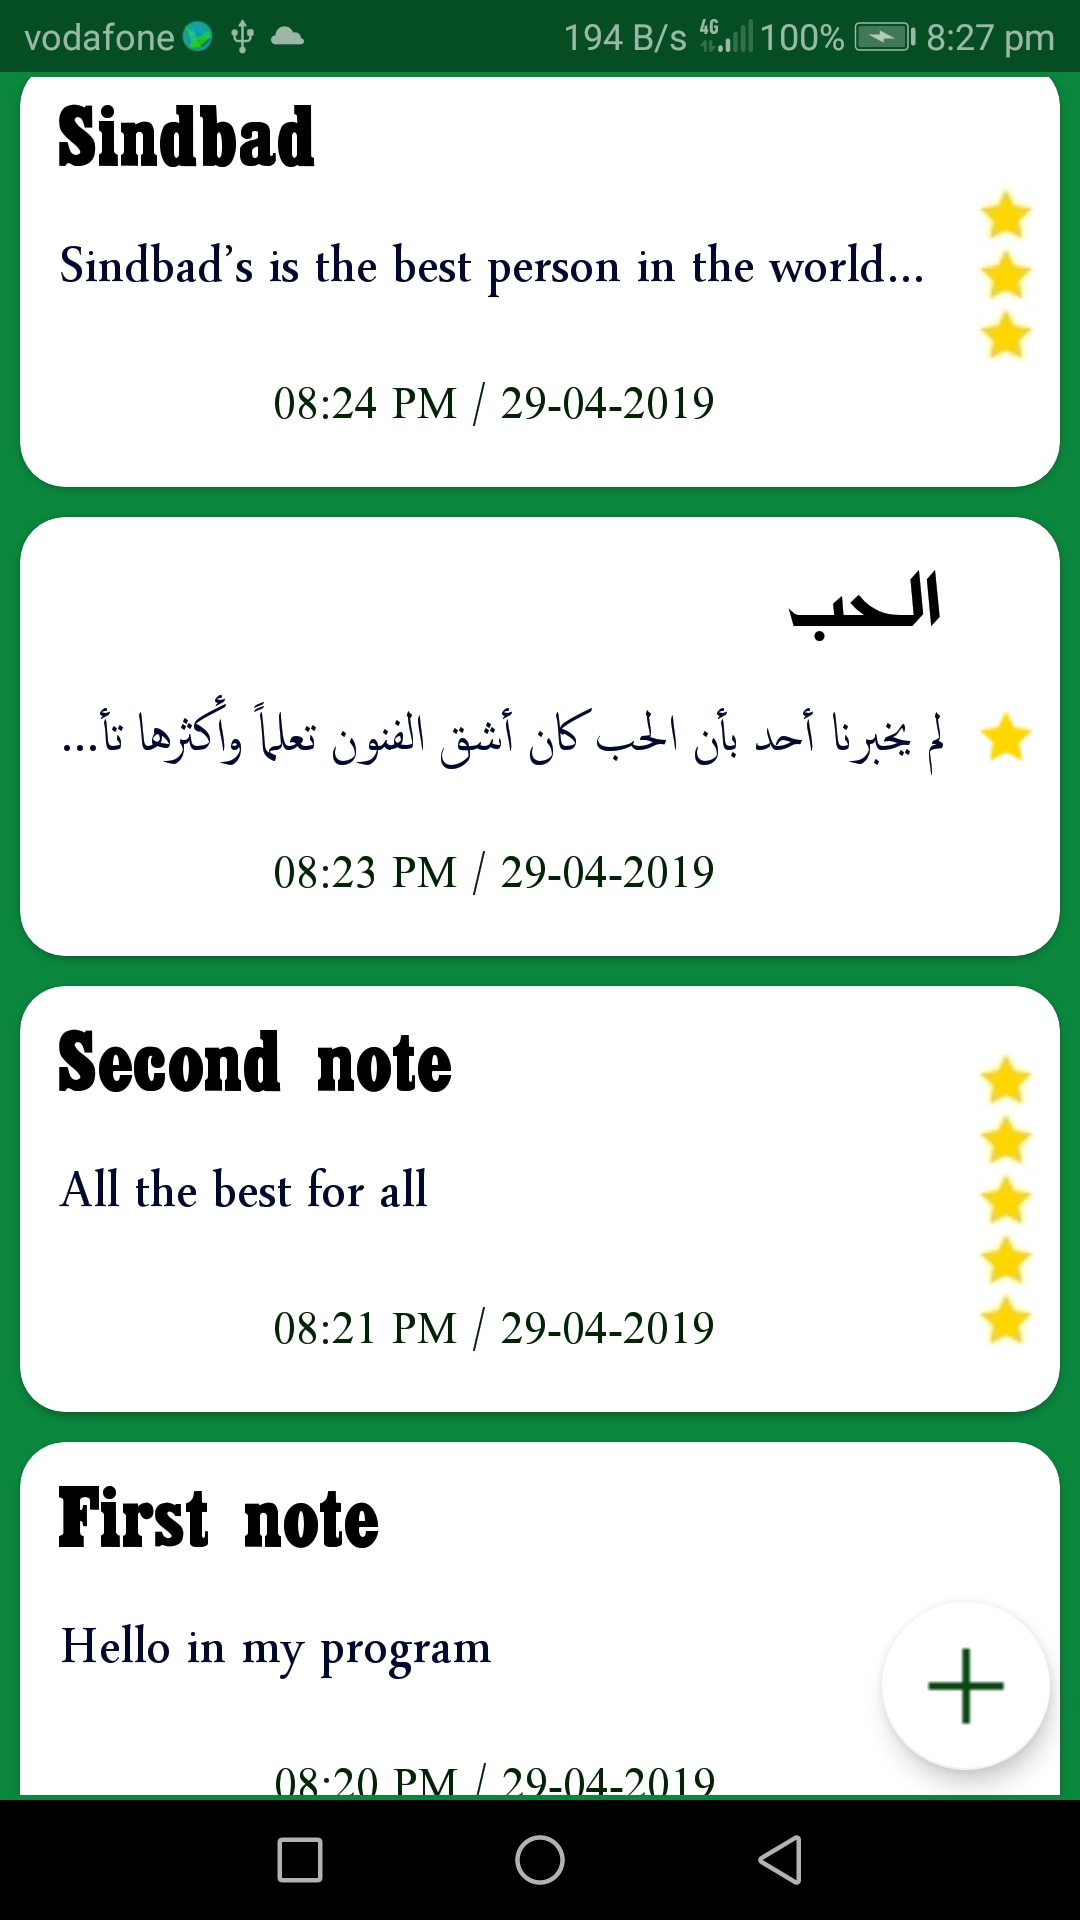 vodafone 194 B/s 4G 100% 8:27 pm
Sindbad
Sindbad's is the best person in the world...
08:24 PM / 29-04-2019
الحب
لم يخبرنا أحد بأن الحب كان أشق الفنون تعلماً وأكثرها تأ...
08:23 PM / 29-04-2019
Second note
All the best for all
08:21 PM / 29-04-2019
First note
Hello in my program
08:20 PM / 29-04-2019